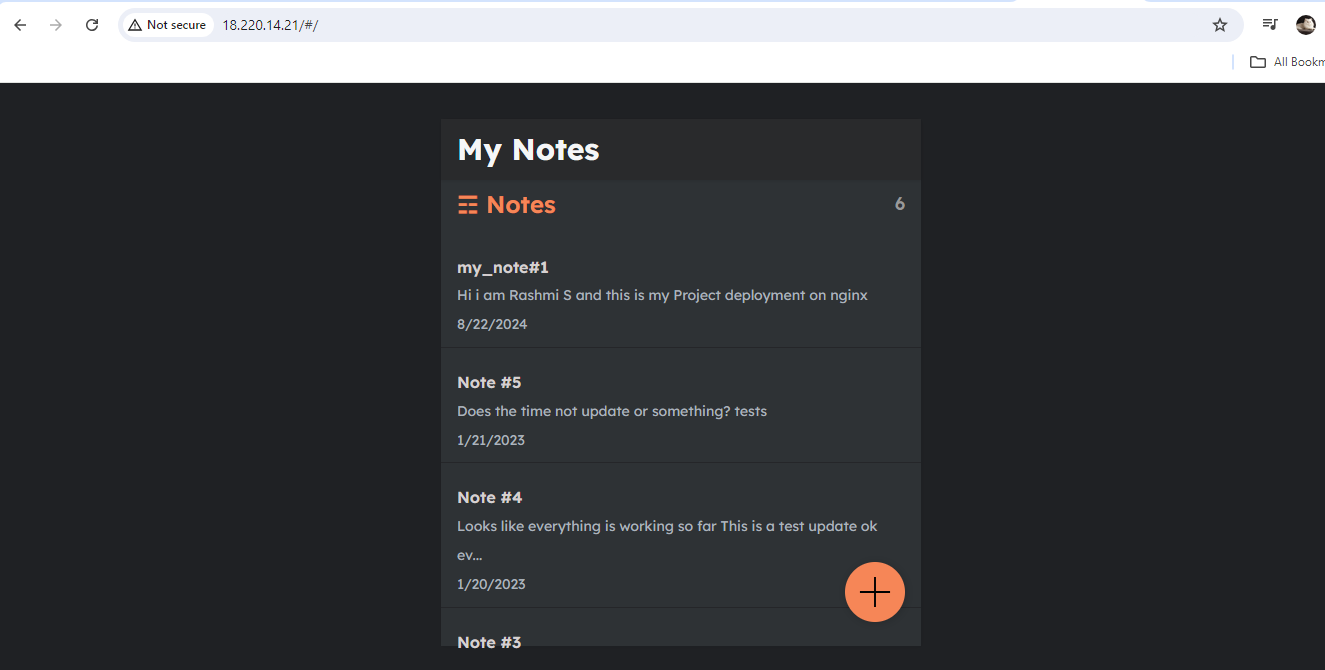 Not secure
18.220.14.21/#/
All Bookm
My Notes
Notes
6
my_note#1
Hi i am Rashmi S and this is my Project deployment on nginx
8/22/2024
Note #5
Does the time not update or something? tests
1/21/2023
Note #4
Looks like everything is working so far This is a test update ok
ev...
1/20/2023
Note #3